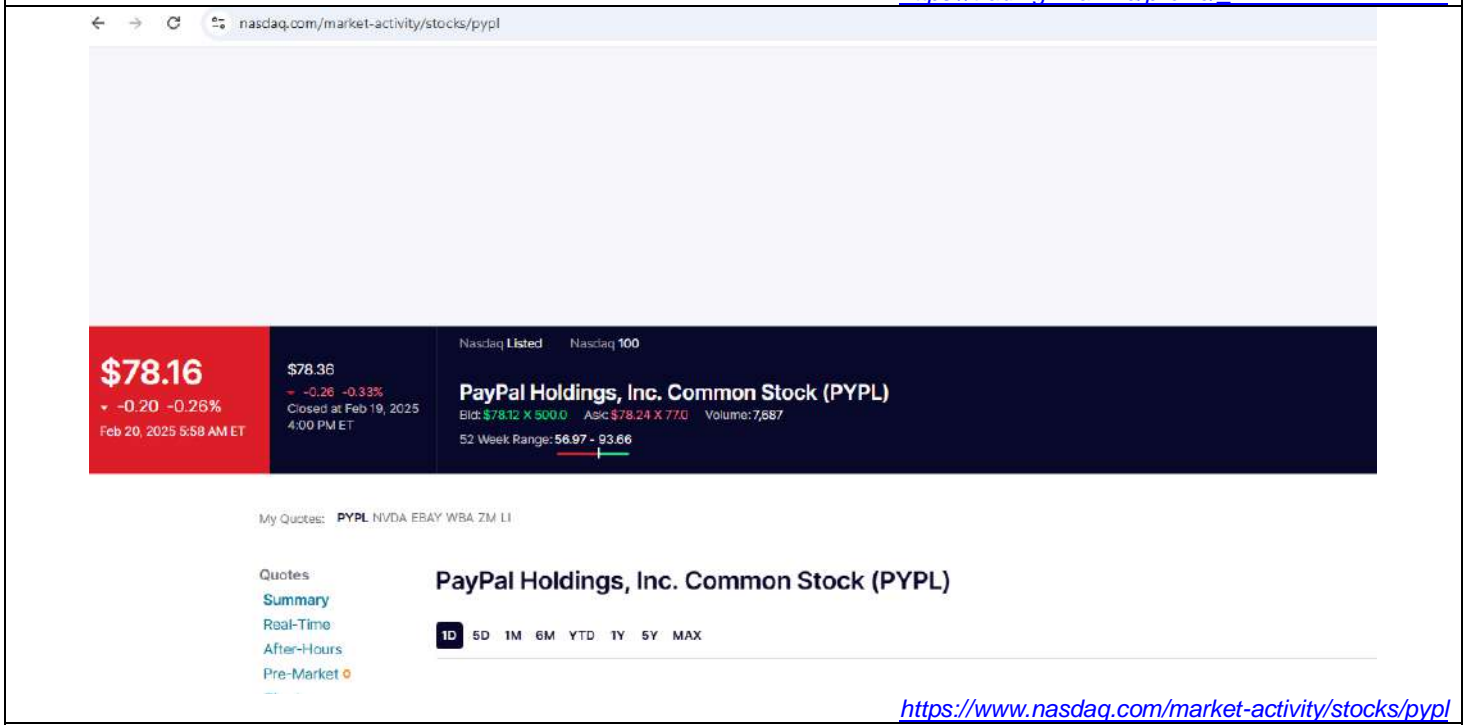 nasdaq.com/market-activity/stocks/pypl
Nasdaq Listed Nasdaq 100
$78.16
-0.20 -0.26%
Feb 20, 2025 5:58 AM ET
$78.36
-0.26 -0.33%
Closed at Feb 19, 2025
4:00 PM ET
PayPal Holdings, Inc. Common Stock (PYPL)
Bid: $78.12 X 500.0 Ask: $78.24 X 77.0 Volume: 7,687
52 Week Range: 56.97 - 93.66
My Quotes: PYPL NVDA EBAY WBA ZM LI
Quotes
Summary
Real-Time
After-Hours
Pre-Market
PayPal Holdings, Inc. Common Stock (PYPL)
1D 5D 1M 6M YTD 1Y 5Y MAX
https://www.nasdaq.com/market-activity/stocks/pypl